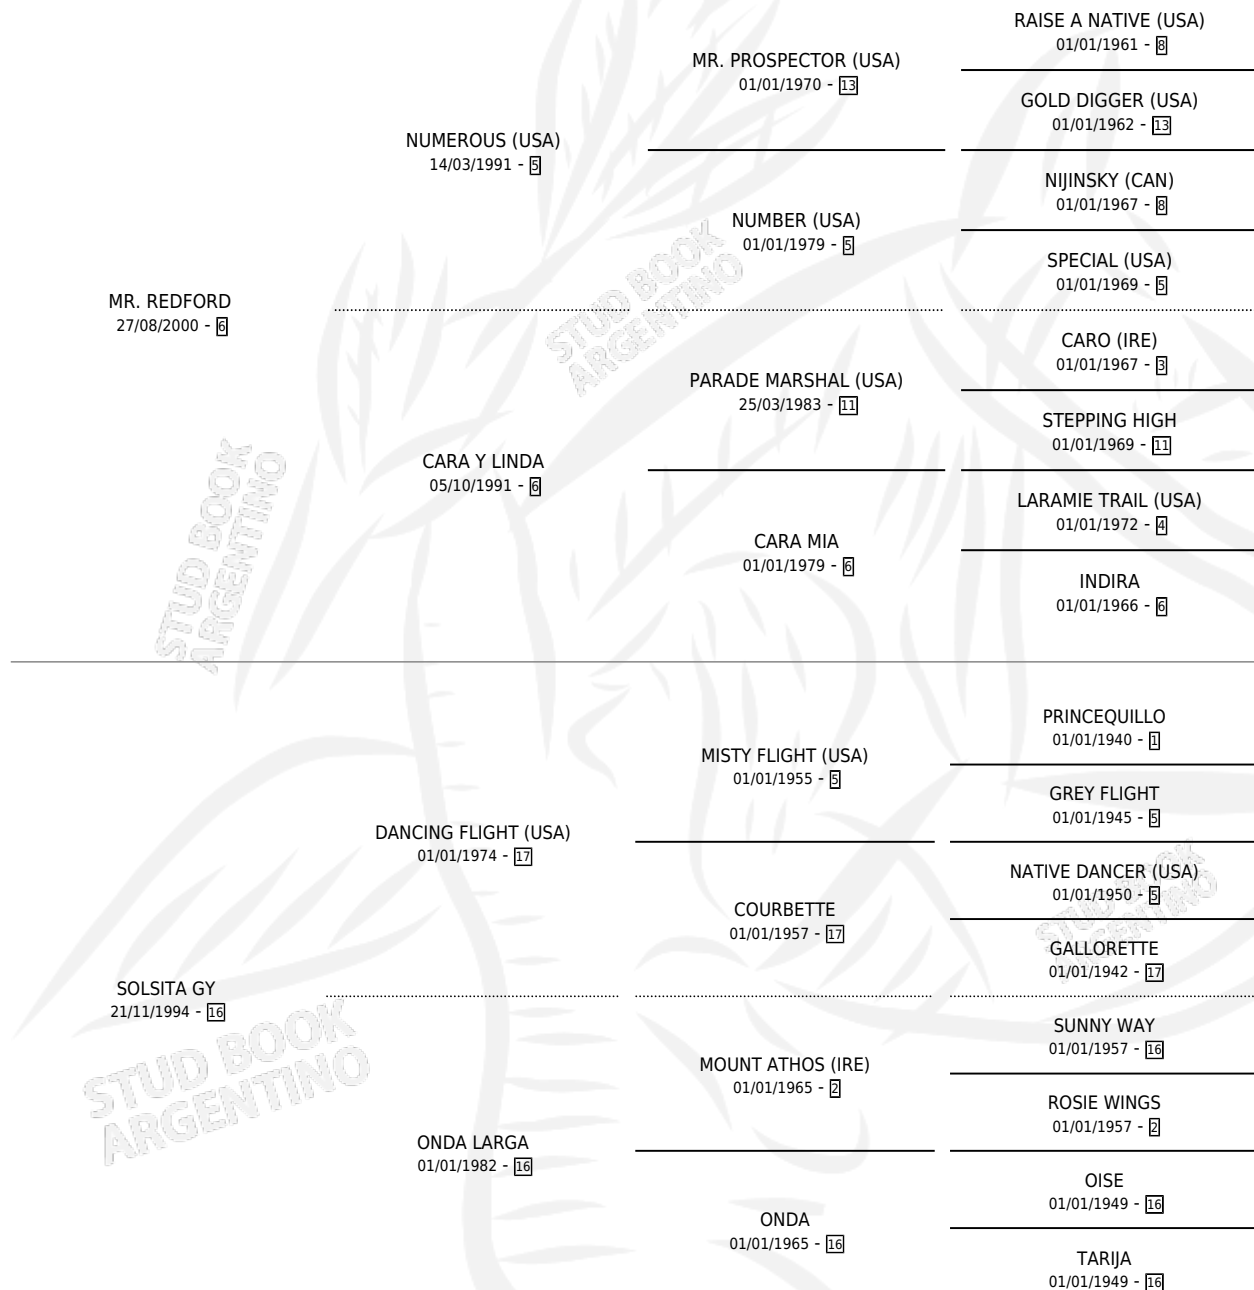 RAISE A NATIVE (USA)
01/01/1961 - 8
MR. PROSPECTOR (USA)
01/01/1970 - 13
GOLD DIGGER (USA)
01/01/1962 - 13
NUMEROUS (USA)
14/03/1991 - 5
NIJINSKY (CAN)
01/01/1967 - 8
NUMBER (USA)
01/01/1979 - 5
SPECIAL (USA)
01/01/1969 - 5
MR. REDFORD
27/08/2000 - 6
CARO (IRE)
01/01/1967 - 3
PARADE MARSHAL (USA)
25/03/1983 - 11
STEPPING HIGH
01/01/1969 - 11
CARA Y LINDA
05/10/1991 - 6
LARAMIE TRAIL (USA)
01/01/1972 - 4
CARA MIA
01/01/1979 - 6
INDIRA
01/01/1966 - 6
PRINCEQUILLO
01/01/1940 - 1
MISTY FLIGHT (USA)
01/01/1955 - 5
GREY FLIGHT
01/01/1945 - 5
DANCING FLIGHT (USA)
01/01/1974 - 17
NATIVE DANCER (USA)
01/01/1950 - 5
COURBETTE
01/01/1957 - 17
GALLORETTE
01/01/1942 - 17
SOLSITA GY
21/11/1994 - 16
SUNNY WAY
01/01/1957 - 16
MOUNT ATHOS (IRE)
01/01/1965 - 2
ROSIE WINGS
01/01/1957 - 2
ONDA LARGA
01/01/1982 - 16
OISE
01/01/1949 - 16
ONDA
01/01/1965 - 16
TARIJA
01/01/1949 - 16
STUD BOOK
ARGENTINO
STUD BOOK
ARGENTINO
STUD BOOK
ARGENTINO
STUD BOOK
ARGENTINO